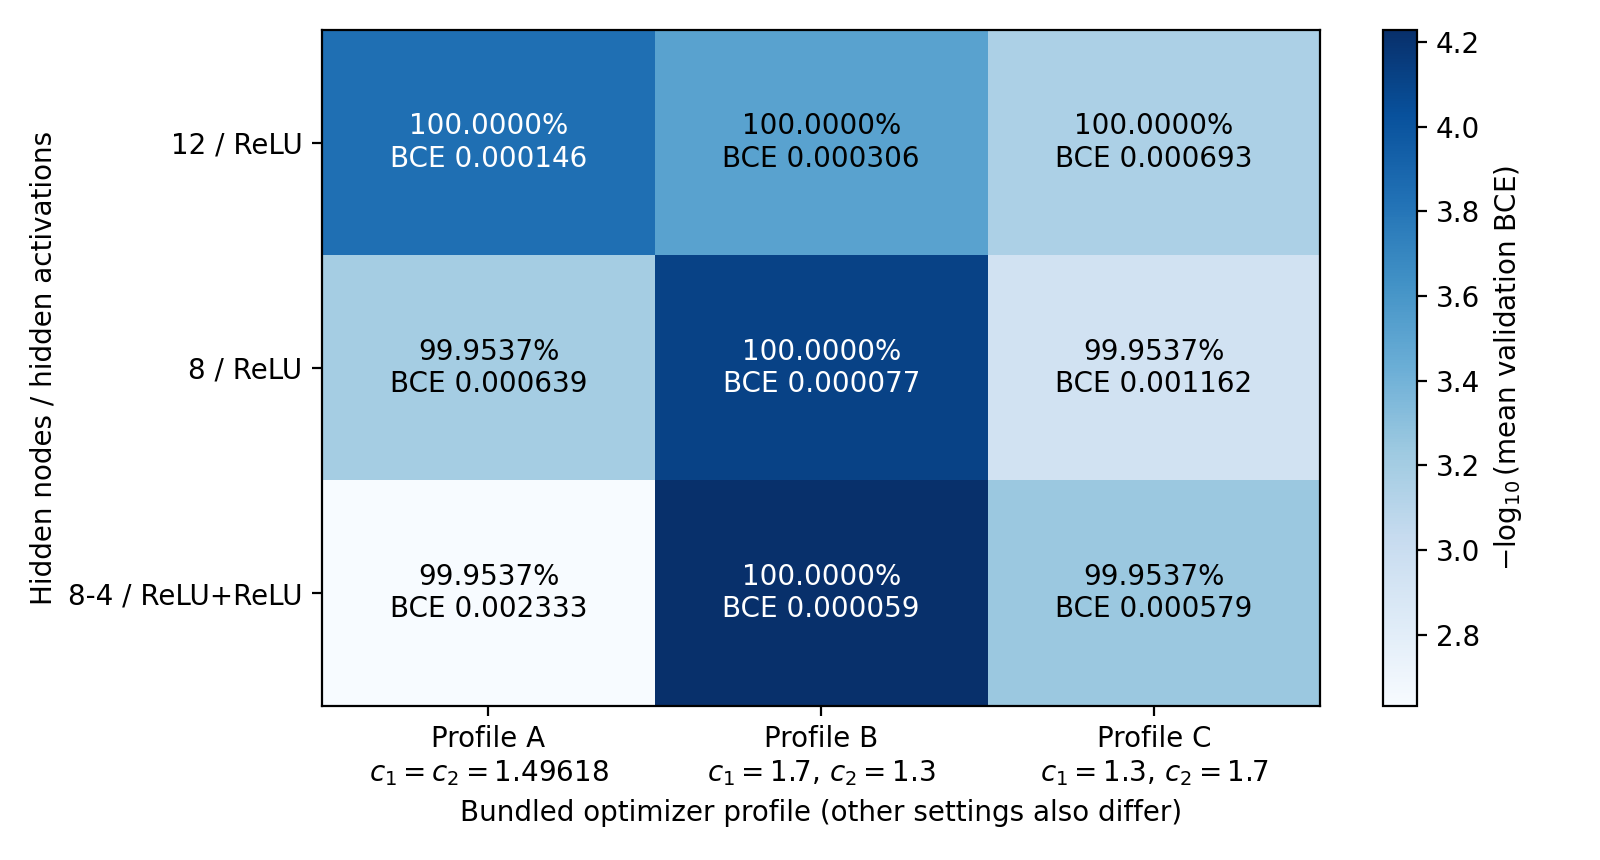 Hidden nodes / hidden activations
12 / ReLU
100.0000%
BCE 0.000146
100.0000%
BCE 0.000306
100.0000%
BCE 0.000693
8 / ReLU
99.9537%
BCE 0.000639
100.0000%
BCE 0.000077
99.9537%
BCE 0.001162
8-4 / ReLU+ReLU
99.9537%
BCE 0.002333
100.0000%
BCE 0.000059
99.9537%
BCE 0.000579
Profile A
c₁ = c₂ = 1.49618
Profile B
c₁ = 1.7, c₂ = 1.3
Profile C
c₁ = 1.3, c₂ = 1.7
Bundled optimizer profile (other settings also differ)
4.2
4.0
3.8
3.6
3.4
3.2
3.0
2.8
−log₁₀(mean validation BCE)